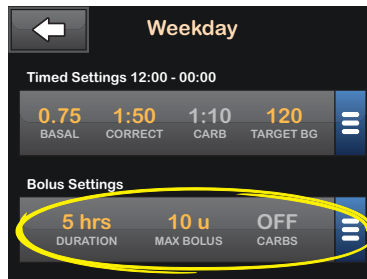 Weekday
Timed Settings 12:00 - 00:00
0.75 1:50 1:10 120
BASAL CORRECT CARB TARGET BG
Bolus Settings
5 hrs 10 u OFF
DURATION MAX BOLUS CARBS